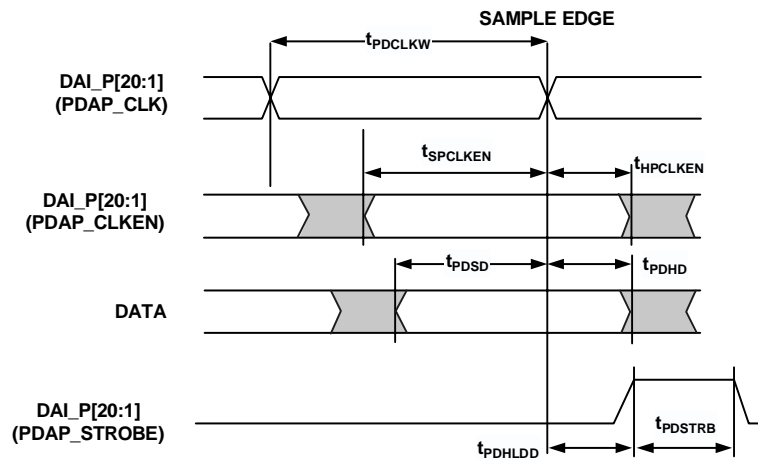 SAMPLE EDGE
tPDCLKW
DAI_P[20:1]
(PDAP_CLK)
tSPCLKEN
tHPCLKEN
DAI_P[20:1]
(PDAP_CLKEN)
tPDSD
tPDHD
DATA
DAI_P[20:1]
(PDAP_STROBE)
tPDHLDD
tPDSTRB